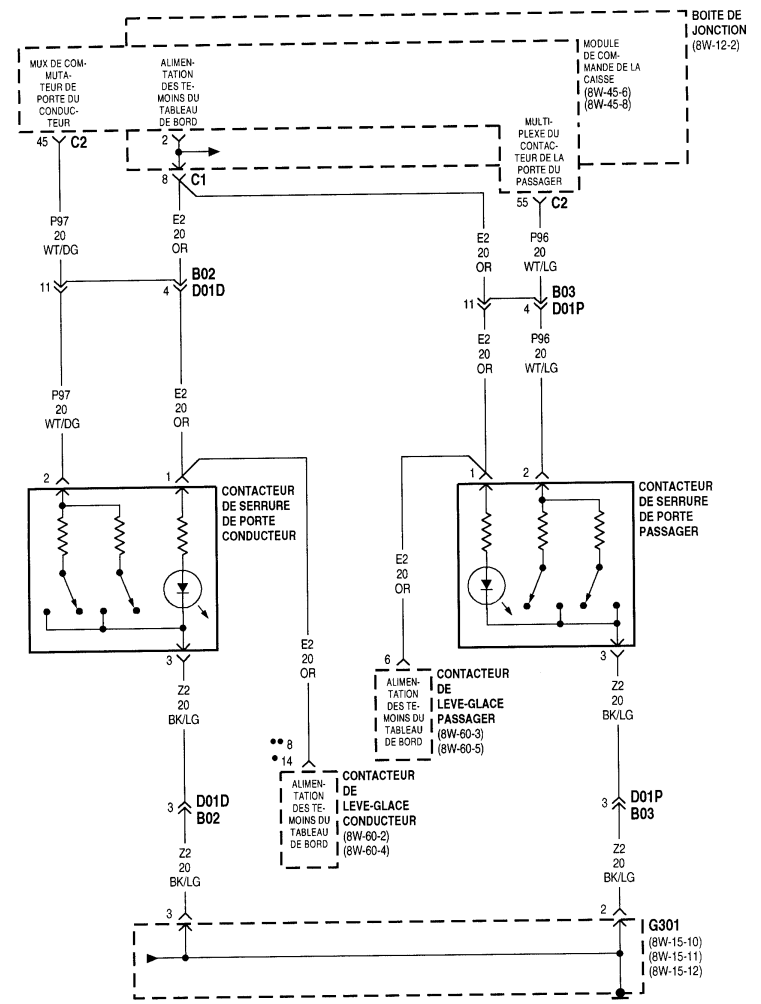 BOITE DE
JONCTION
(8W-12-2)
MODULE
DE COM-
MANDE DE LA
CAISSE
(8W-45-6)
(8W-45-8)
MUX DE COM-
MUTA-
TEUR DE
PORTE DU
CONDUC-
TEUR
ALIMEN-
TATION
DES TE-
MOINS DU
TABLEAU
DE BORD
MULTI-
PLEXE DU
CONTAC-
TEUR DE LA
PORTE DU
PASSAGER
45 C2
2
8 C1
55 C2
P97
20
WT/DG
E2
20
OR
E2
20
OR
P96
20
WT/LG
11
4
B02
D01D
11
4
B03
D01P
E2
20
OR
P96
20
WT/LG
P97
20
WT/DG
E2
20
OR
2
1
1
2
CONTACTEUR
DE SERRURE
DE PORTE
CONDUCTEUR
CONTACTEUR
DE SERRURE
DE PORTE
PASSAGER
E2
20
OR
E2
20
OR
3
3
6
ALIMEN-
TATION
DES TE-
MOINS DU
TABLEAU
DE BORD
CONTACTEUR
DE
LEVE-GLACE
PASSAGER
(8W-60-3)
(8W-60-5)
Z2
20
BK/LG
Z2
20
BK/LG
•• 8
• 14
ALIMEN-
TATION
DES TE-
MOINS DU
TABLEAU
DE BORD
CONTACTEUR
DE
LEVE-GLACE
CONDUCTEUR
(8W-60-2)
(8W-60-4)
3
D01D
B02
3
D01P
B03
Z2
20
BK/LG
Z2
20
BK/LG
3
2
G301
(8W-15-10)
(8W-15-11)
(8W-15-12)